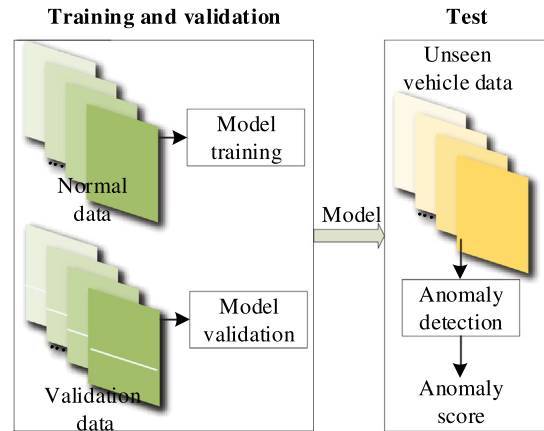 Training and validation
Normal
data
Model
training
Validation
data
Model
validation
Model
Test
Unseen
vehicle data
Anomaly
detection
Anomaly
score